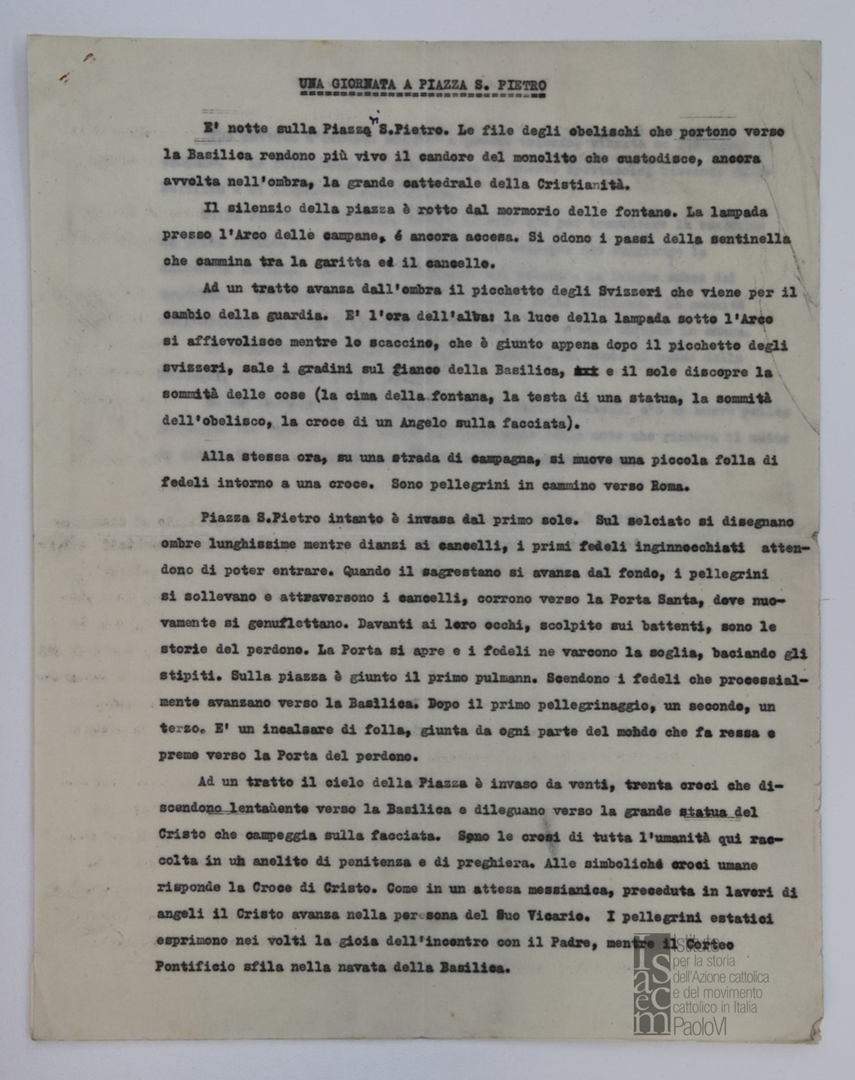 UNA GIORNATA A PIAZZA S. PIETRO
E' notte sulla Piazza S.Pietro. Le file degli obelischi che portono verso
la Basilica rendono più vivo il candore del monolito che custodisce, ancora
avvolta nell'ombra, la grande cattedrale della Cristianità.
Il silenzio della piazza è rotto dal mormorio delle fontane. La lampada
presso l'Arco delle campane, é ancora accesa. Si odono i passi della sentinella
che cammina tra la garitta ed il cancello.
Ad un tratto avanza dall'ombra il picchetto degli Svizzeri che viene per il
cambio della guardia. E' l'ora dell'alba: la luce della lampada sotto l'Arco
si affievolisce mentre lo scaccino, che è giunto appena dopo il picchetto degli
svizzeri, sale i gradini sul fianco della Basilica, e il sole discopre la
sommità delle cose (la cima della fontana, la testa di una statua, la sommità
dell'obelisco, la croce di un Angelo sulla facciata).
Alla stessa ora, su una strada di campagna, si muove una piccola folla di
fedeli intorno a una croce. Sono pellegrini in cammino verso Roma.
Piazza S.Pietro intanto è invasa dal primo sole. Sul selciato si disegnano
ombre lunghissime mentre dianzi ai cancelli, i primi fedeli inginnocchiati atten-
dono di poter entrare. Quando il sagrestano si avanza dal fondo, i pellegrini
si sollevano e attraversono i cancelli, corrono verso la Porta Santa, dove nuo-
vamente si genuflettano. Davanti ai loro occhi, scolpite sui battenti, sono le
storie del perdono. La Porta si apre e i fedeli ne varcono la soglia, baciando gli
stipiti. Sulla piazza è giunto il primo pulmann. Scendono i fedeli che processial-
mente avanzano verso la Basilica. Dopo il primo pellegrinaggio, un secondo, un
terzo. E' un incalsare di folla, giunta da ogni parte del mondo che fa ressa e
preme verso la Porta del perdono.
Ad un tratto il cielo della Piazza è invaso da venti, trenta croci che di-
scendono lentaùente verso la Basilica e dileguano verso la grande statua del
Cristo che campeggia sulla facciata. Sono le crosi di tutta l'umanità qui rac-
colta in un anelito di penitenza e di preghiera. Alle simboliché croci umane
risponde la Croce di Cristo. Come in un attesa messianica, preceduta in lavori di
angeli il Cristo avanza nella persona del Suo Vicario. I pellegrini estatici
esprimono nei volti la gioia dell'incontro con il Padre, mentre il Corteo
Pontificio sfila nella navata della Basilica.
Isacem
Istituto
per la storia
dell'Azione cattolica
e del movimento
cattolico in Italia
PaoloVI